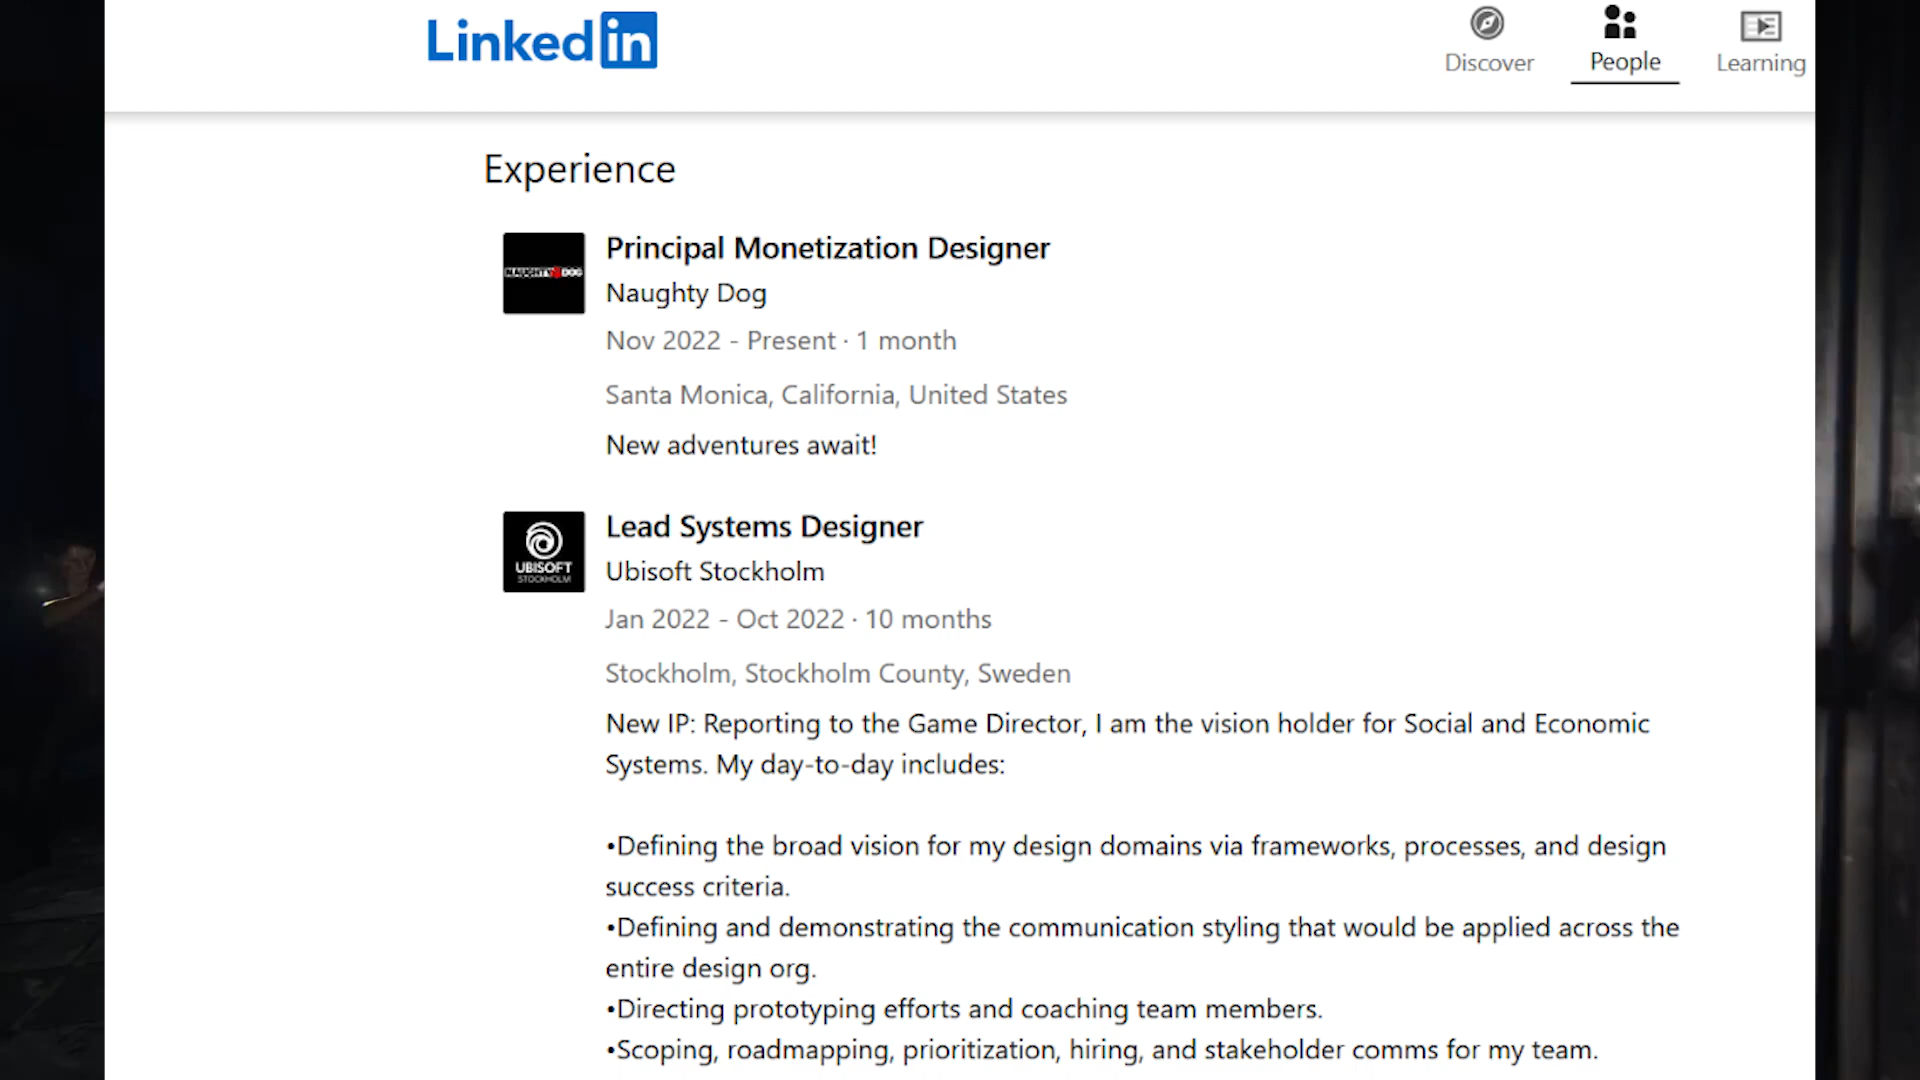 LinkedIn
Discover
People
Learning
Experience
NAUGHTY DOG
Principal Monetization Designer
Naughty Dog
Nov 2022 - Present · 1 month
Santa Monica, California, United States
New adventures await!
UBISOFT
STOCKHOLM
Lead Systems Designer
Ubisoft Stockholm
Jan 2022 - Oct 2022 · 10 months
Stockholm, Stockholm County, Sweden
New IP: Reporting to the Game Director, I am the vision holder for Social and Economic
Systems. My day-to-day includes:
•Defining the broad vision for my design domains via frameworks, processes, and design
success criteria.
•Defining and demonstrating the communication styling that would be applied across the
entire design org.
•Directing prototyping efforts and coaching team members.
•Scoping, roadmapping, prioritization, hiring, and stakeholder comms for my team.